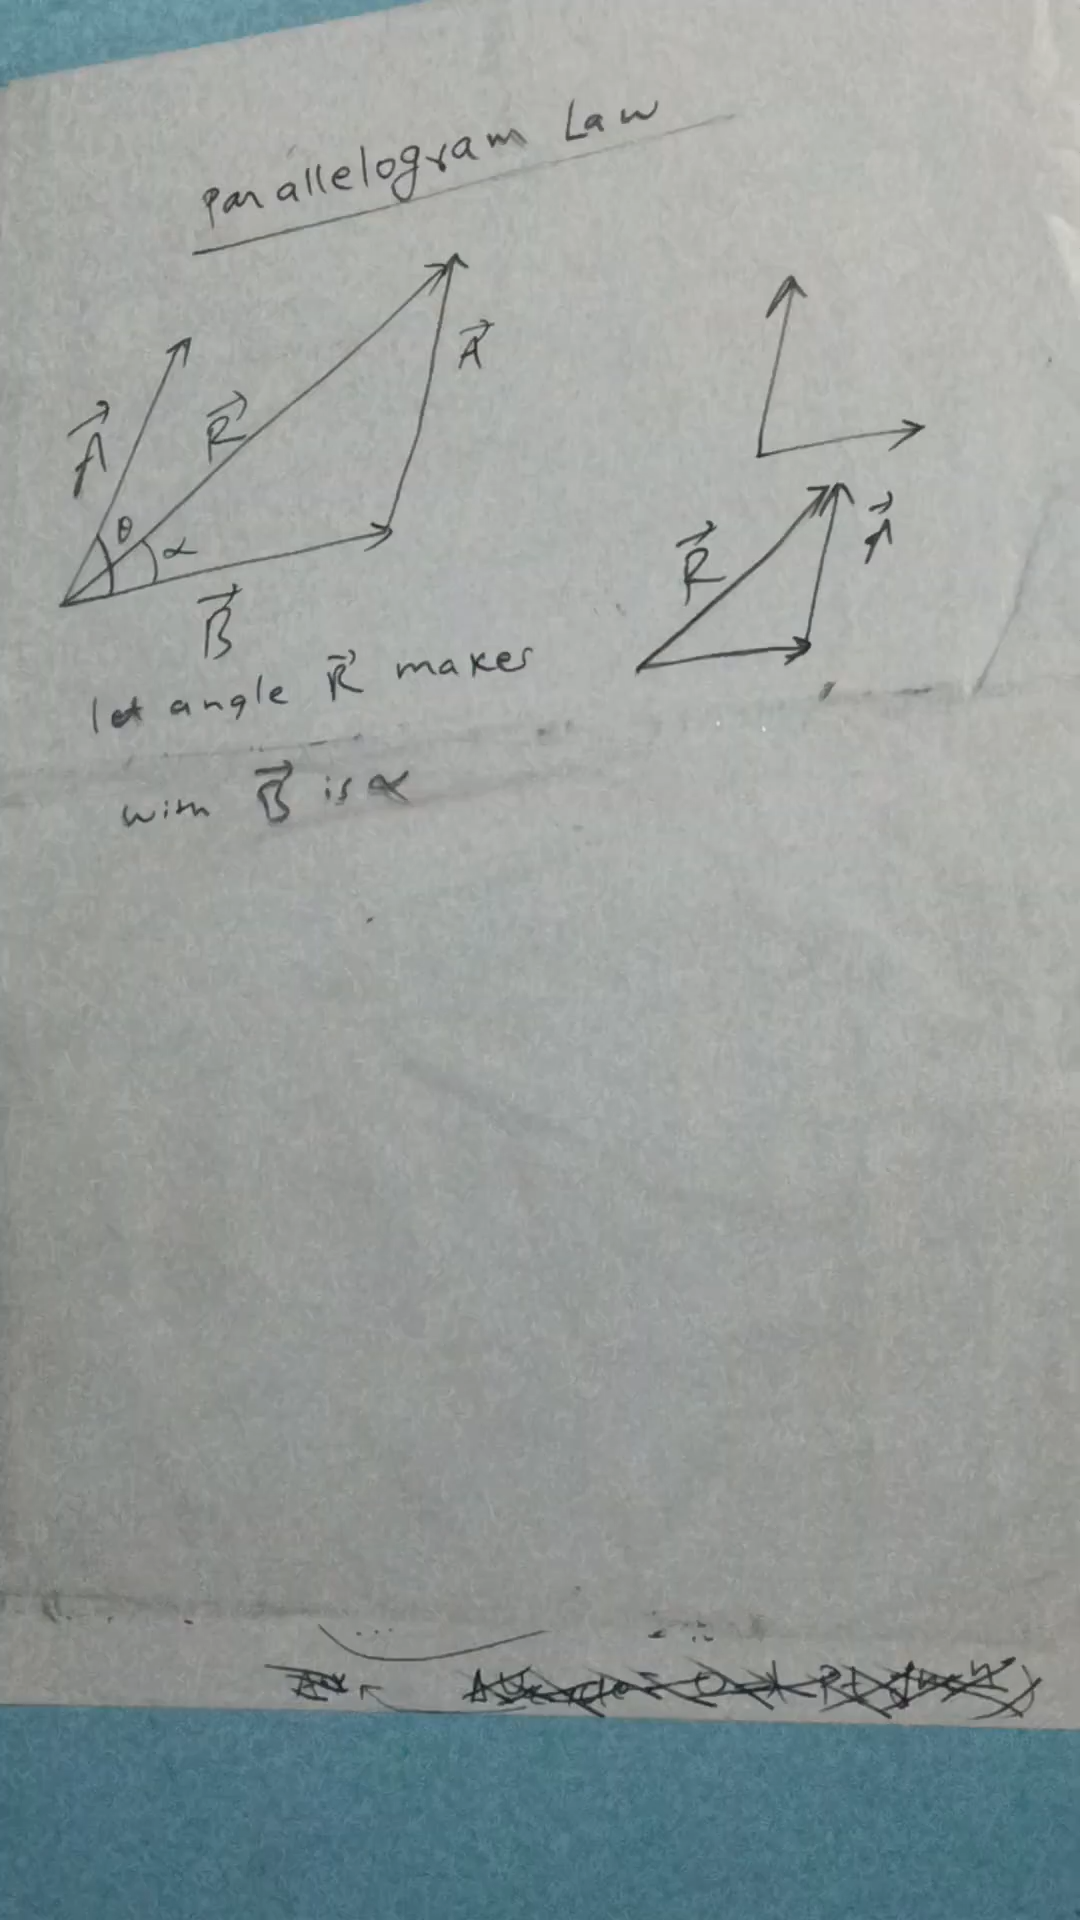 Parallelogram Law
A⃗
R⃗
A⃗
θ
α
B⃗
R⃗
A⃗
let angle R⃗ makes
with B⃗ is α